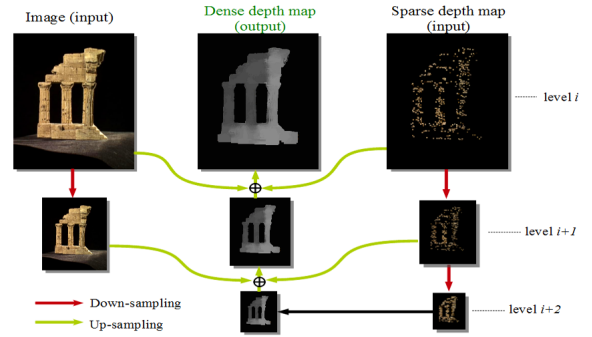 Image (input)
Dense depth map
(output)
Sparse depth map
(input)
level i
level i+1
level i+2
Down-sampling
Up-sampling